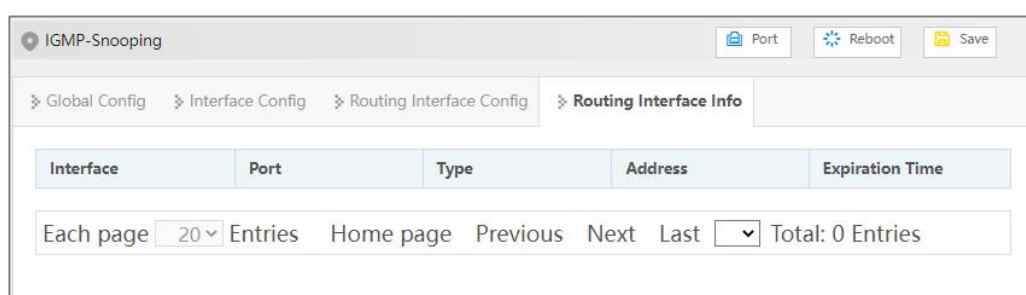 IGMP-Snooping Port Reboot Save
Global Config Interface Config Routing Interface Config Routing Interface Info
Interface Port Type Address Expiration Time
Each page 20 Entries Home page Previous Next Last Total: 0 Entries